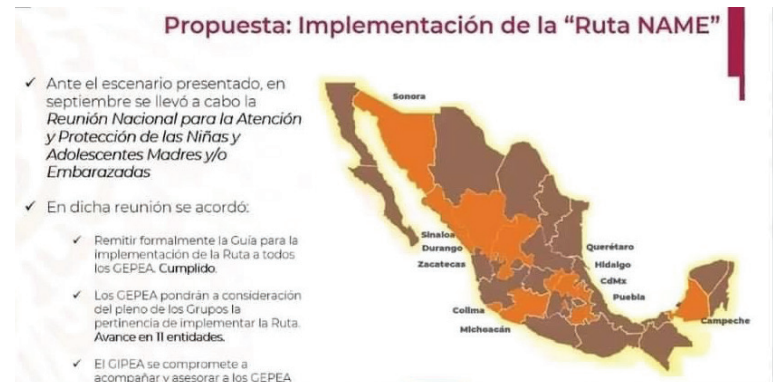 Propuesta: Implementación de la “Ruta NAME”
✓ Ante el escenario presentado, en
septiembre se llevó a cabo la
Reunión Nacional para la Atención
y Protección de las Niñas y
Adolescentes Madres y/o
Embarazadas
✓ En dicha reunión se acordó:
✓ Remitir formalmente la Guía para la
implementación de la Ruta a todos
los GEPEA. Cumplido.
✓ Los GEPEA pondrán a consideración
del pleno de los Grupos la
pertinencia de implementar la Ruta.
Avance en 11 entidades.
✓ El GIPEA se compromete a
acompañar y asesorar a los GEPEA
Sonora
Sinaloa
Durango
Zacatecas
Querétaro
Hidalgo
CdMx
Puebla
Colima
Michoacán
Campeche